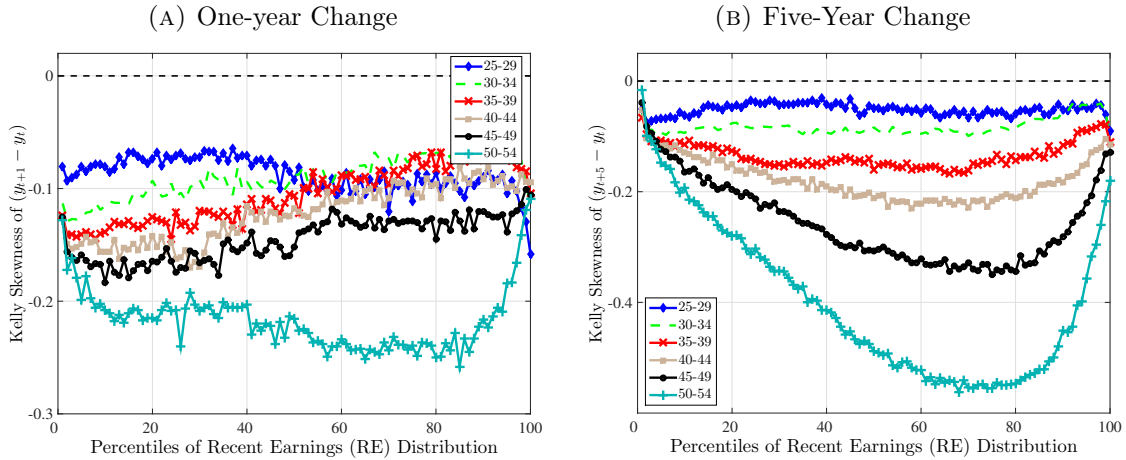 (A) One-year Change
Kelly Skewness of (y_{t+1} − y_t)
0
-0.1
-0.2
-0.3
25-29
30-34
35-39
40-44
45-49
50-54
0 20 40 60 80 100
Percentiles of Recent Earnings (RE) Distribution
(B) Five-Year Change
Kelly Skewness of (y_{t+5} − y_t)
0
-0.2
-0.4
25-29
30-34
35-39
40-44
45-49
50-54
0 20 40 60 80 100
Percentiles of Recent Earnings (RE) Distribution